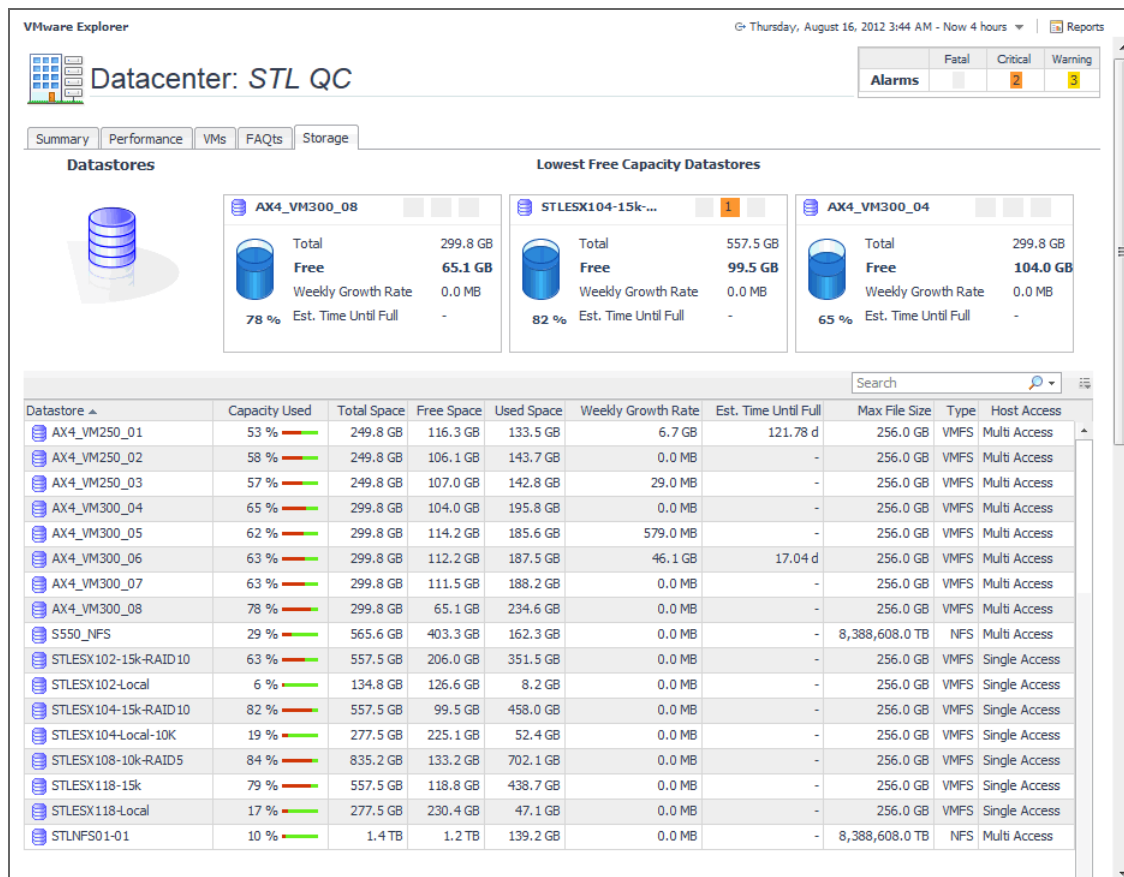 VMware Explorer
Thursday, August 16, 2012 3:44 AM - Now 4 hours Reports
Datacenter: STL QC
Fatal Critical Warning
Alarms 2 3
Summary Performance VMs FAQts Storage
Datastores
Lowest Free Capacity Datastores
AX4_VM300_08
Total 299.8 GB
Free 65.1 GB
Weekly Growth Rate 0.0 MB
78 % Est. Time Until Full -
STLESX104-15k-... 1
Total 557.5 GB
Free 99.5 GB
Weekly Growth Rate 0.0 MB
82 % Est. Time Until Full -
AX4_VM300_04
Total 299.8 GB
Free 104.0 GB
Weekly Growth Rate 0.0 MB
65 % Est. Time Until Full -
Search
Datastore Capacity Used Total Space Free Space Used Space Weekly Growth Rate Est. Time Until Full Max File Size Type Host Access
AX4_VM250_01 53 % 249.8 GB 116.3 GB 133.5 GB 6.7 GB 121.78 d 256.0 GB VMFS Multi Access
AX4_VM250_02 58 % 249.8 GB 106.1 GB 143.7 GB 0.0 MB - 256.0 GB VMFS Multi Access
AX4_VM250_03 57 % 249.8 GB 107.0 GB 142.8 GB 29.0 MB - 256.0 GB VMFS Multi Access
AX4_VM300_04 65 % 299.8 GB 104.0 GB 195.8 GB 0.0 MB - 256.0 GB VMFS Multi Access
AX4_VM300_05 62 % 299.8 GB 114.2 GB 185.6 GB 579.0 MB - 256.0 GB VMFS Multi Access
AX4_VM300_06 63 % 299.8 GB 112.2 GB 187.5 GB 46.1 GB 17.04 d 256.0 GB VMFS Multi Access
AX4_VM300_07 63 % 299.8 GB 111.5 GB 188.2 GB 0.0 MB - 256.0 GB VMFS Multi Access
AX4_VM300_08 78 % 299.8 GB 65.1 GB 234.6 GB 0.0 MB - 256.0 GB VMFS Multi Access
S550_NFS 29 % 565.6 GB 403.3 GB 162.3 GB 0.0 MB - 8,388,608.0 TB NFS Multi Access
STLESX102-15k-RAID10 63 % 557.5 GB 206.0 GB 351.5 GB 0.0 MB - 256.0 GB VMFS Single Access
STLESX102-Local 6 % 134.8 GB 126.6 GB 8.2 GB 0.0 MB - 256.0 GB VMFS Single Access
STLESX104-15k-RAID10 82 % 557.5 GB 99.5 GB 458.0 GB 0.0 MB - 256.0 GB VMFS Single Access
STLESX104-Local-10K 19 % 277.5 GB 225.1 GB 52.4 GB 0.0 MB - 256.0 GB VMFS Single Access
STLESX108-10k-RAID5 84 % 835.2 GB 133.2 GB 702.1 GB 0.0 MB - 256.0 GB VMFS Single Access
STLESX118-15k 79 % 557.5 GB 118.8 GB 438.7 GB 0.0 MB - 256.0 GB VMFS Single Access
STLESX118-Local 17 % 277.5 GB 230.4 GB 47.1 GB 0.0 MB - 256.0 GB VMFS Single Access
STLNFS01-01 10 % 1.4 TB 1.2 TB 139.2 GB 0.0 MB - 8,388,608.0 TB NFS Multi Access